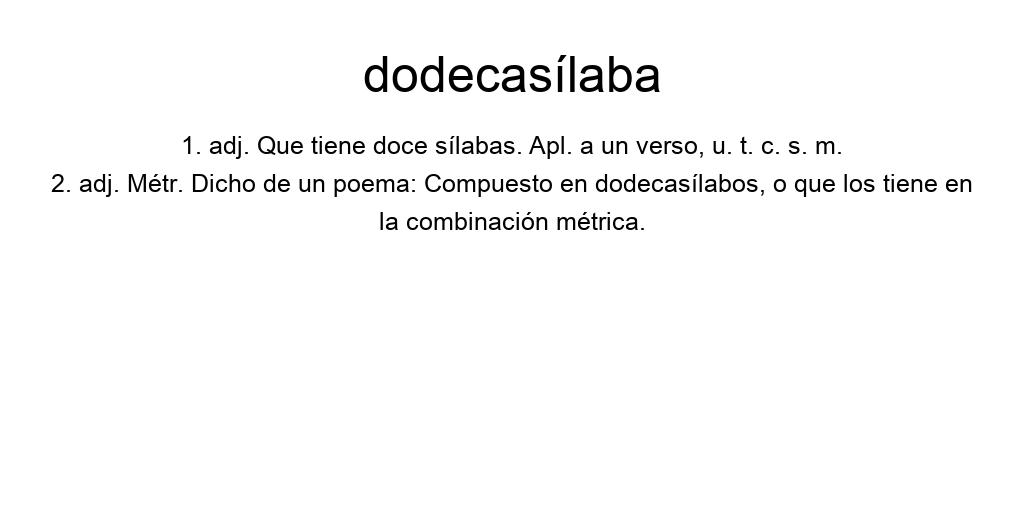 dodecasílaba
1. adj. Que tiene doce sílabas. Apl. a un verso, u. t. c. s. m.
2. adj. Métr. Dicho de un poema: Compuesto en dodecasílabos, o que los tiene en
la combinación métrica.